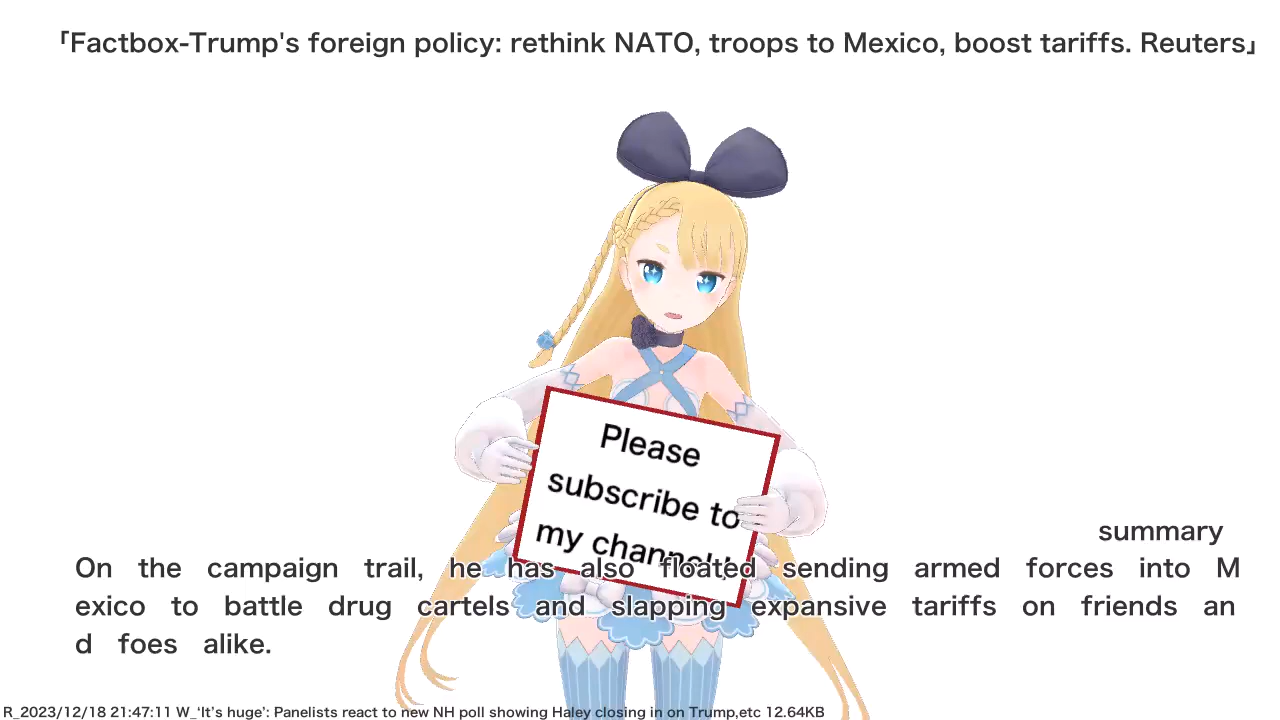 「Factbox-Trump's foreign policy: rethink NATO, troops to Mexico, boost tariffs. Reuters」
Please
subscribe to
my channel!
summary
On the campaign trail, he has also floated sending armed forces into M
exico to battle drug cartels and slapping expansive tariffs on friends an
d foes alike.
R_2023/12/18 21:47:11 W_‘It’s huge’: Panelists react to new NH poll showing Haley closing in on Trump,etc 12.64KB